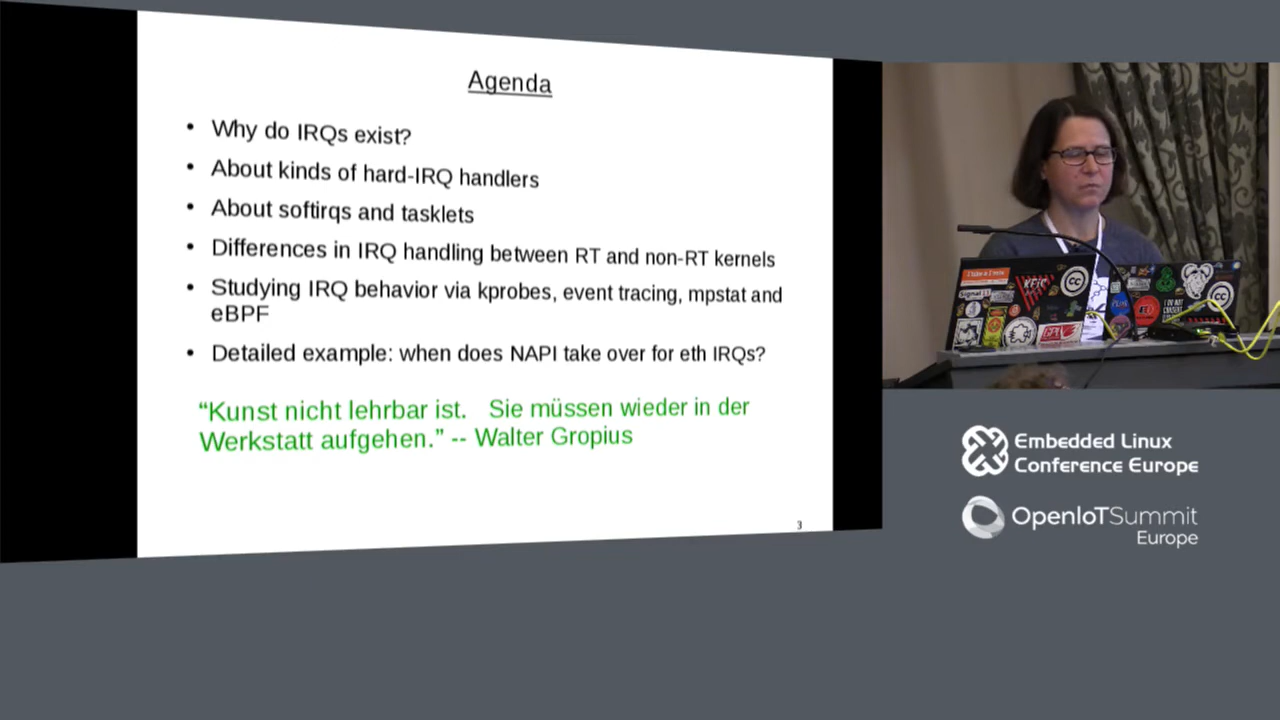 Agenda
• Why do IRQs exist?
• About kinds of hard-IRQ handlers
• About softirqs and tasklets
• Differences in IRQ handling between RT and non-RT kernels
• Studying IRQ behavior via kprobes, event tracing, mpstat and
eBPF
• Detailed example: when does NAPI take over for eth IRQs?
“Kunst nicht lehrbar ist. Sie müssen wieder in der
Werkstatt aufgehen.” -- Walter Gropius
3
KFJC
CC
CC
Embedded Linux
Conference Europe
OpenIoTSummit
Europe